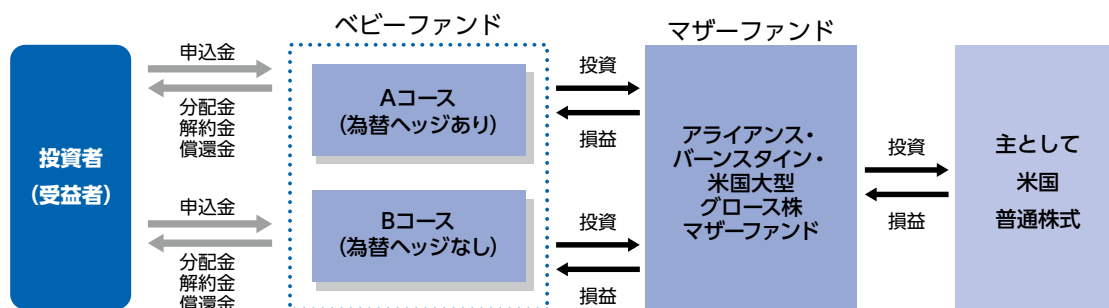 ベビーファンド
マザーファンド
投資者
(受益者)
申込金
分配金
解約金
償還金
申込金
分配金
解約金
償還金
Aコース
(為替ヘッジあり)
Bコース
(為替ヘッジなし)
投資
損益
投資
損益
アライアンス・
バーンスタイン・
米国大型
グロース株
マザーファンド
投資
損益
主として
米国
普通株式